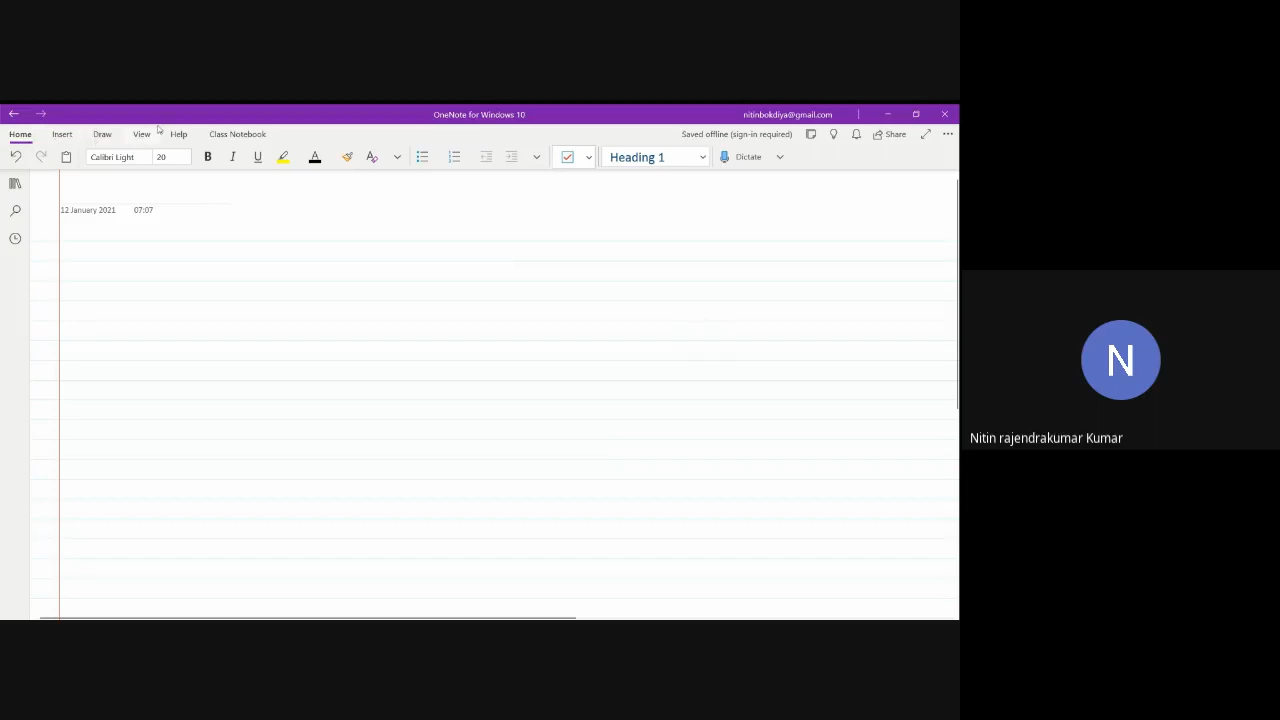 OneNote for Windows 10
nitinbokdiya@gmail.com
Home Insert Draw View Help Class Notebook
Saved offline (sign-in required)
Share
Calibri Light 20
B I U A A
Heading 1
Dictate
12 January 2021 07:07
N
Nitin rajendrakumar Kumar